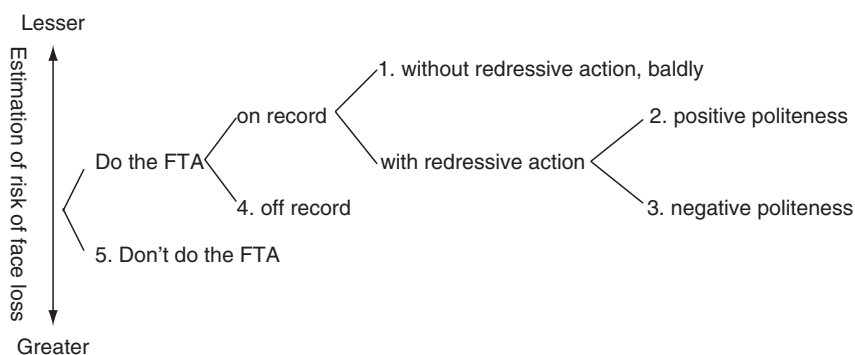 Lesser
Estimation of risk of face loss
1. without redressive action, baldly
on record
2. positive politeness
Do the FTA
with redressive action
4. off record
3. negative politeness
5. Don’t do the FTA
Greater